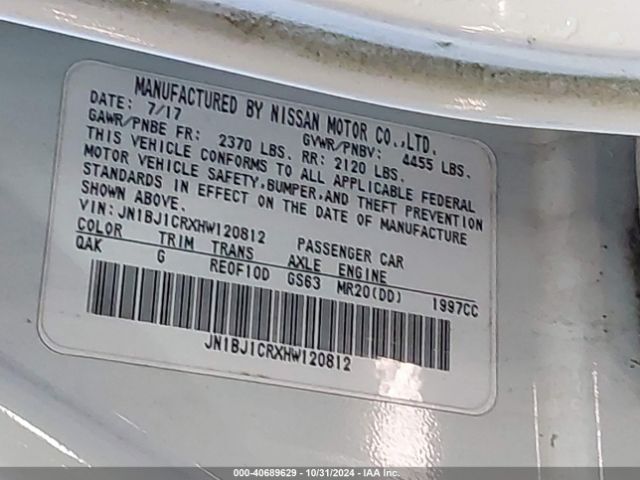 MANUFACTURED BY NISSAN MOTOR CO.,LTD.
DATE: 7/17 GVWR/PNBV: 4455 LBS.
GAWR/PNBE FR: 2370 LBS. RR: 2120 LBS.
THIS VEHICLE CONFORMS TO ALL APPLICABLE FEDERAL
MOTOR VEHICLE SAFETY,BUMPER,AND THEFT PREVENTION
STANDARDS IN EFFECT ON THE DATE OF MANUFACTURE
SHOWN ABOVE.
VIN: JN1BJ1CRXHW120812 PASSENGER CAR
COLOR TRIM TRANS AXLE ENGINE
QAK G RE0F10D GS63 MR20(DD) 1997CC
JN1BJ1CRXHW120812
000-40689629 - 10/31/2024 - IAA Inc.